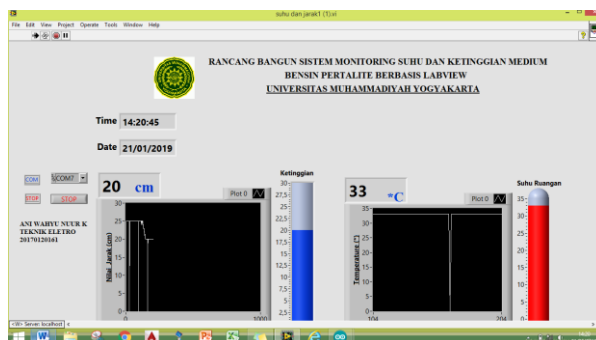 suhu dan jarak1 (1).vi
File Edit View Project Operate Tools Window Help
RANCANG BANGUN SISTEM MONITORING SUHU DAN KETINGGIAN MEDIUM
BENSIN PERTALITE BERBASIS LABVIEW
UNIVERSITAS MUHAMMADIYAH YOGYAKARTA
Time 14:20:45
Date 21/01/2019
COM COM7
STOP STOP
ANI WAHYU NUUR K
TEKNIK ELETRO
20170120161
20 cm
Plot 0
Nilai Jarak (cm)
30
25
20
15
10
5
0
0 1000
Ketinggian
30
27,5
25
22,5
20
17,5
15
12,5
10
7,5
5
2,5
33 °C
Plot 0
Temperature (°)
35
30
25
20
15
10
5
0
104 204
Suhu Ruangan
35
30
25
20
15
10
5
0
Server: localhost